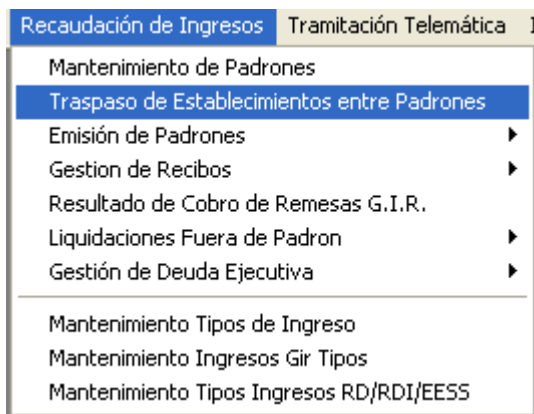 Recaudación de Ingresos Tramitación Telemática
Mantenimiento de Padrones
Traspaso de Establecimientos entre Padrones
Emisión de Padrones
Gestion de Recibos
Resultado de Cobro de Remesas G.I.R.
Liquidaciones Fuera de Padron
Gestión de Deuda Ejecutiva
Mantenimiento Tipos de Ingreso
Mantenimiento Ingresos Gir Tipos
Mantenimiento Tipos Ingresos RD/RDI/EESS